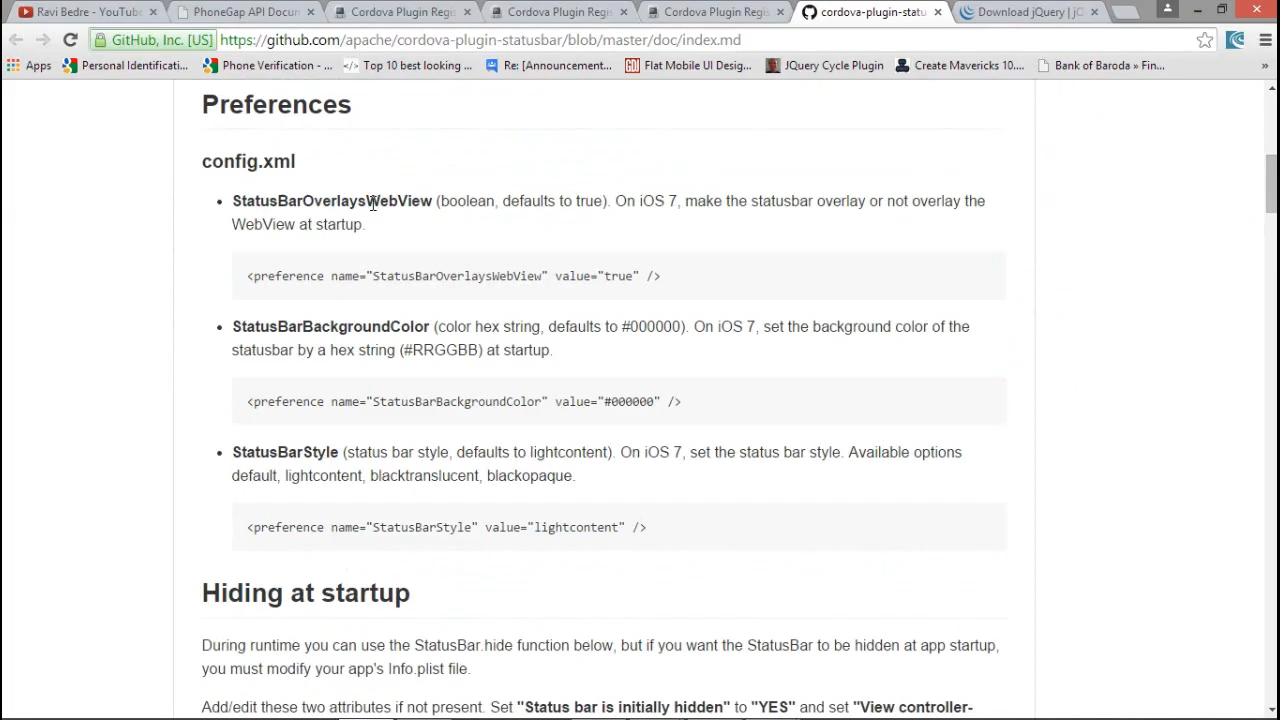 Ravi Bedre - YouTub
PhoneGap API Docum
Cordova Plugin Regis
Cordova Plugin Regis
Cordova Plugin Regis
cordova-plugin-statu
Download jQuery | jQ
GitHub, Inc. [US] https://github.com/apache/cordova-plugin-statusbar/blob/master/doc/index.md
Apps Personal Identificati... Phone Verification - ... Top 10 best looking ... Re: [Announcement... Flat Mobile UI Desig... JQuery Cycle Plugin Create Mavericks 10.... Bank of Baroda » Fin... »
Preferences
config.xml
• StatusBarOverlaysWebView (boolean, defaults to true). On iOS 7, make the statusbar overlay or not overlay the
WebView at startup.
<preference name="StatusBarOverlaysWebView" value="true" />
• StatusBarBackgroundColor (color hex string, defaults to #000000). On iOS 7, set the background color of the
statusbar by a hex string (#RRGGBB) at startup.
<preference name="StatusBarBackgroundColor" value="#000000" />
• StatusBarStyle (status bar style, defaults to lightcontent). On iOS 7, set the status bar style. Available options
default, lightcontent, blacktranslucent, blackopaque.
<preference name="StatusBarStyle" value="lightcontent" />
Hiding at startup
During runtime you can use the StatusBar.hide function below, but if you want the StatusBar to be hidden at app startup,
you must modify your app's Info.plist file.
Add/edit these two attributes if not present. Set "Status bar is initially hidden" to "YES" and set "View controller-